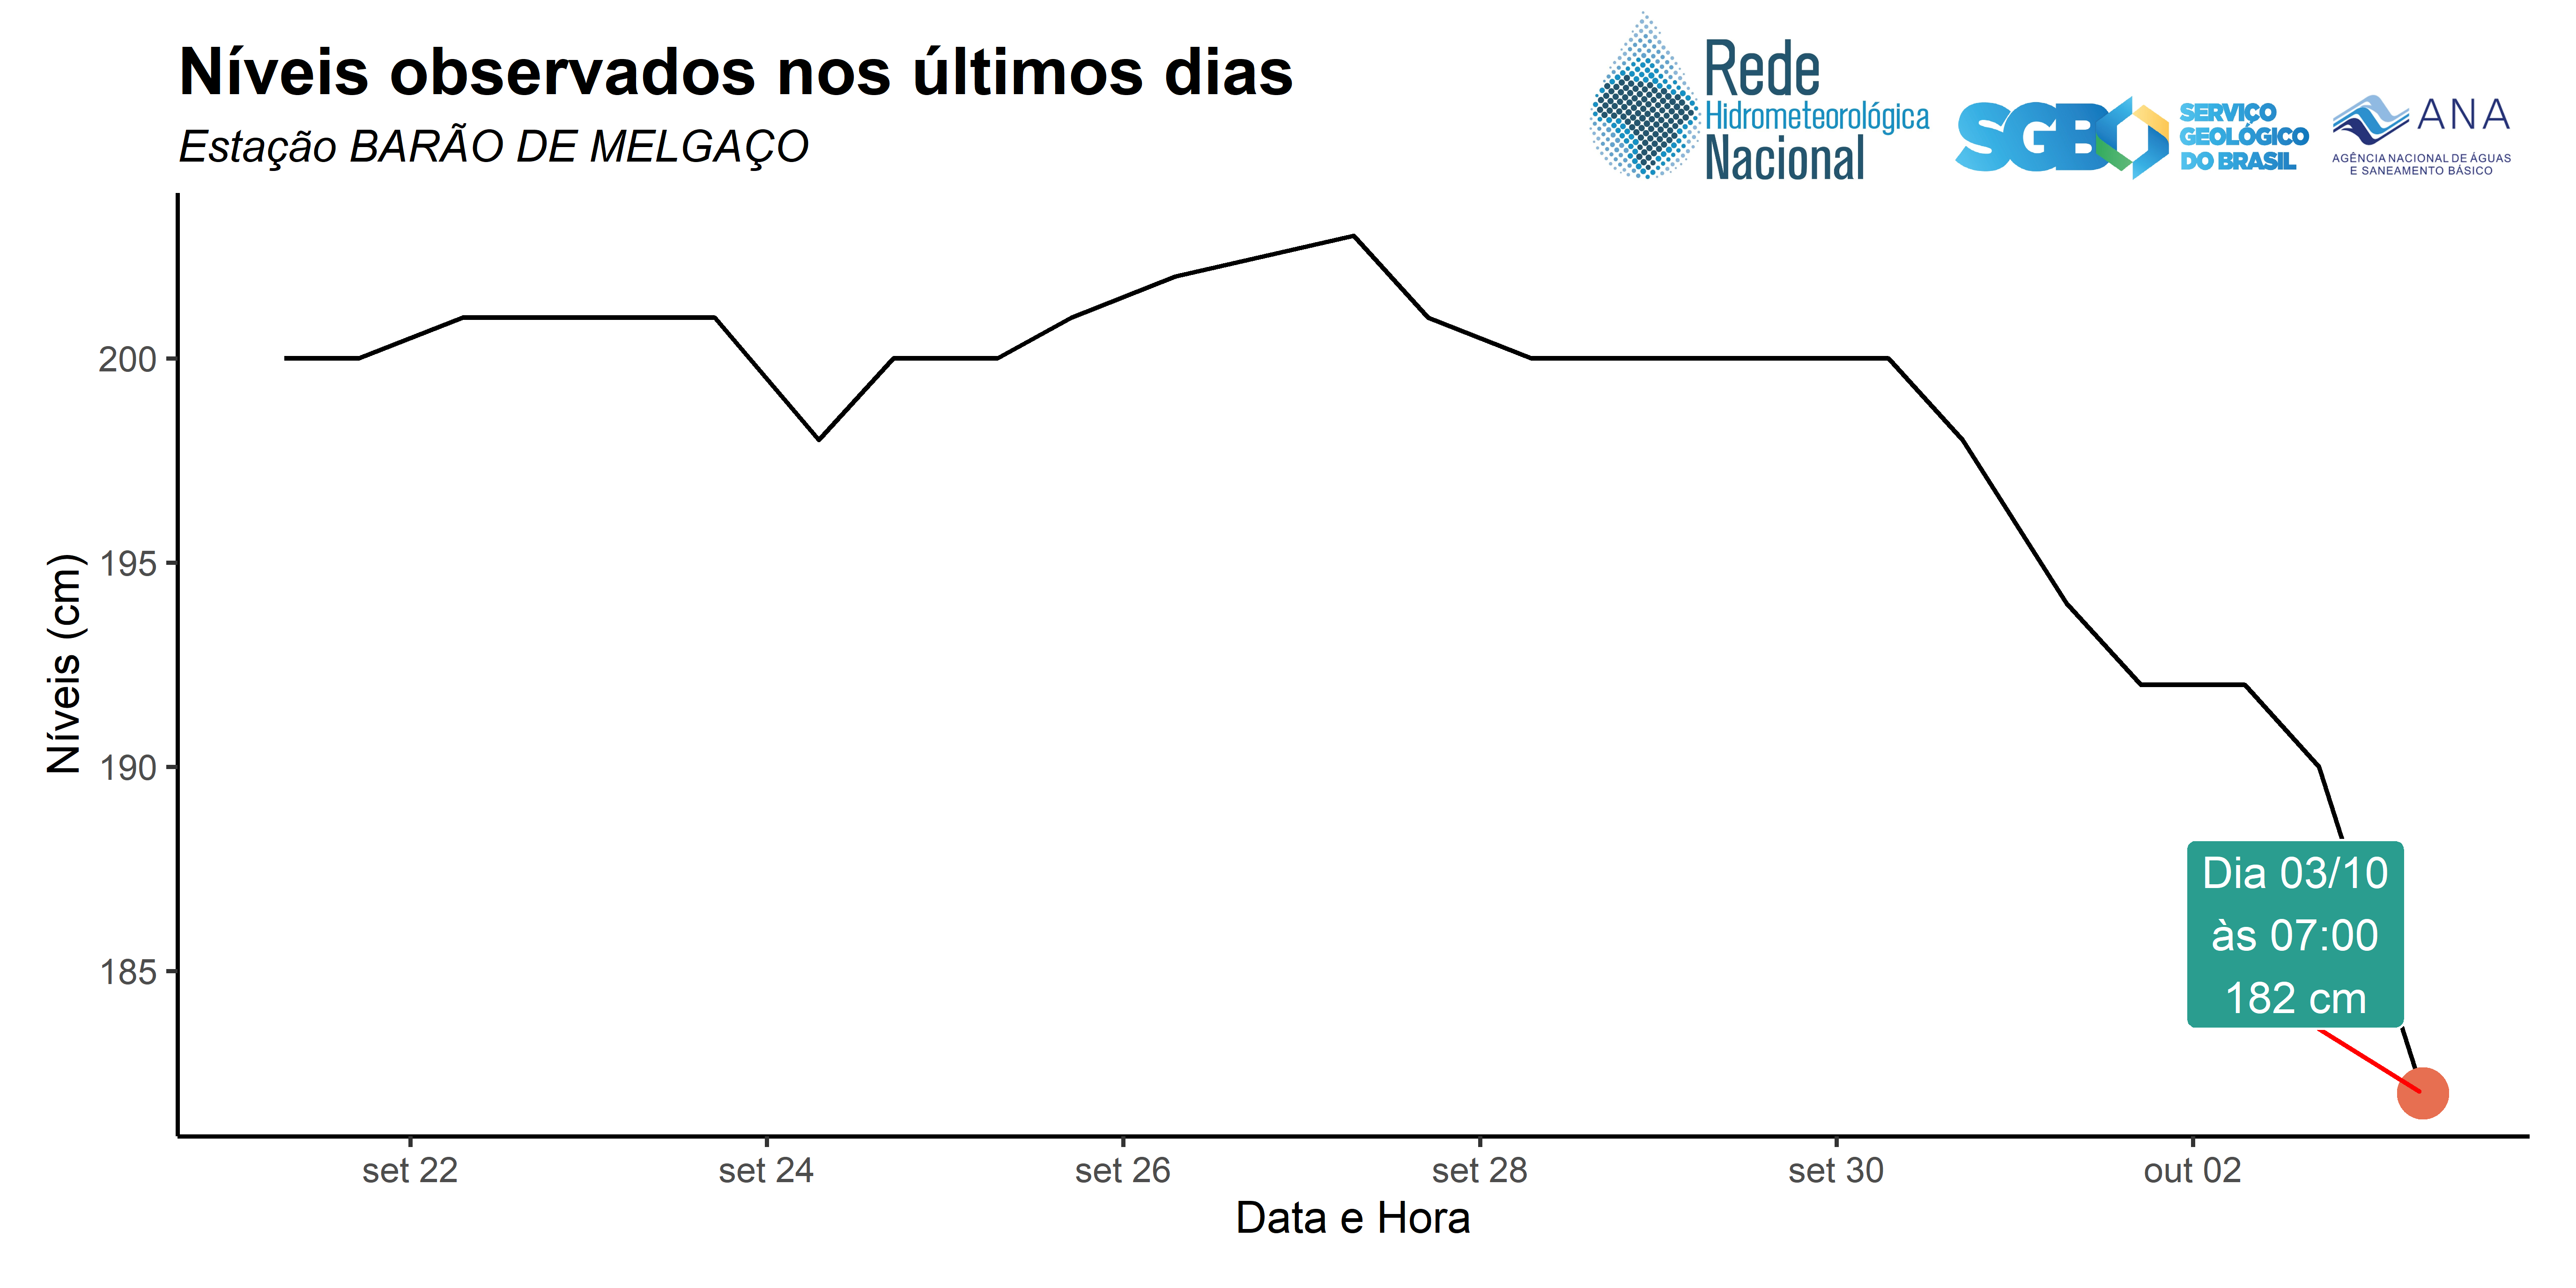 Níveis observados nos últimos dias
Estação BARÃO DE MELGAÇO
Rede
Hidrometeorológica
Nacional
SGB
SERVIÇO
GEOLÓGICO
DO BRASIL
ANA
AGÊNCIA NACIONAL DE ÁGUAS
E SANEAMENTO BÁSICO
Níveis (cm)
200
195
190
185
Dia 03/10
às 07:00
182 cm
set 22
set 24
set 26
set 28
set 30
out 02
Data e Hora